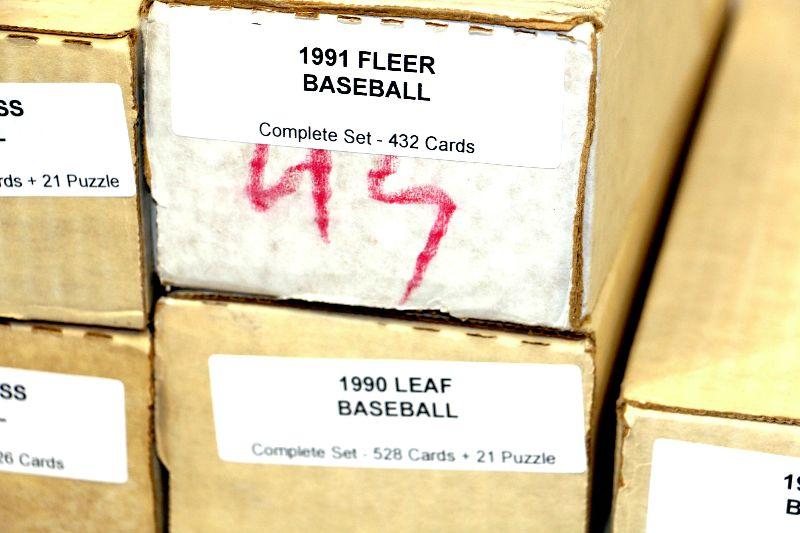 SS
rds + 21 Puzzle
1991 FLEER
BASEBALL
Complete Set - 432 Cards
45
SS
26 Cards
1990 LEAF
BASEBALL
Complete Set - 528 Cards + 21 Puzzle
19
B